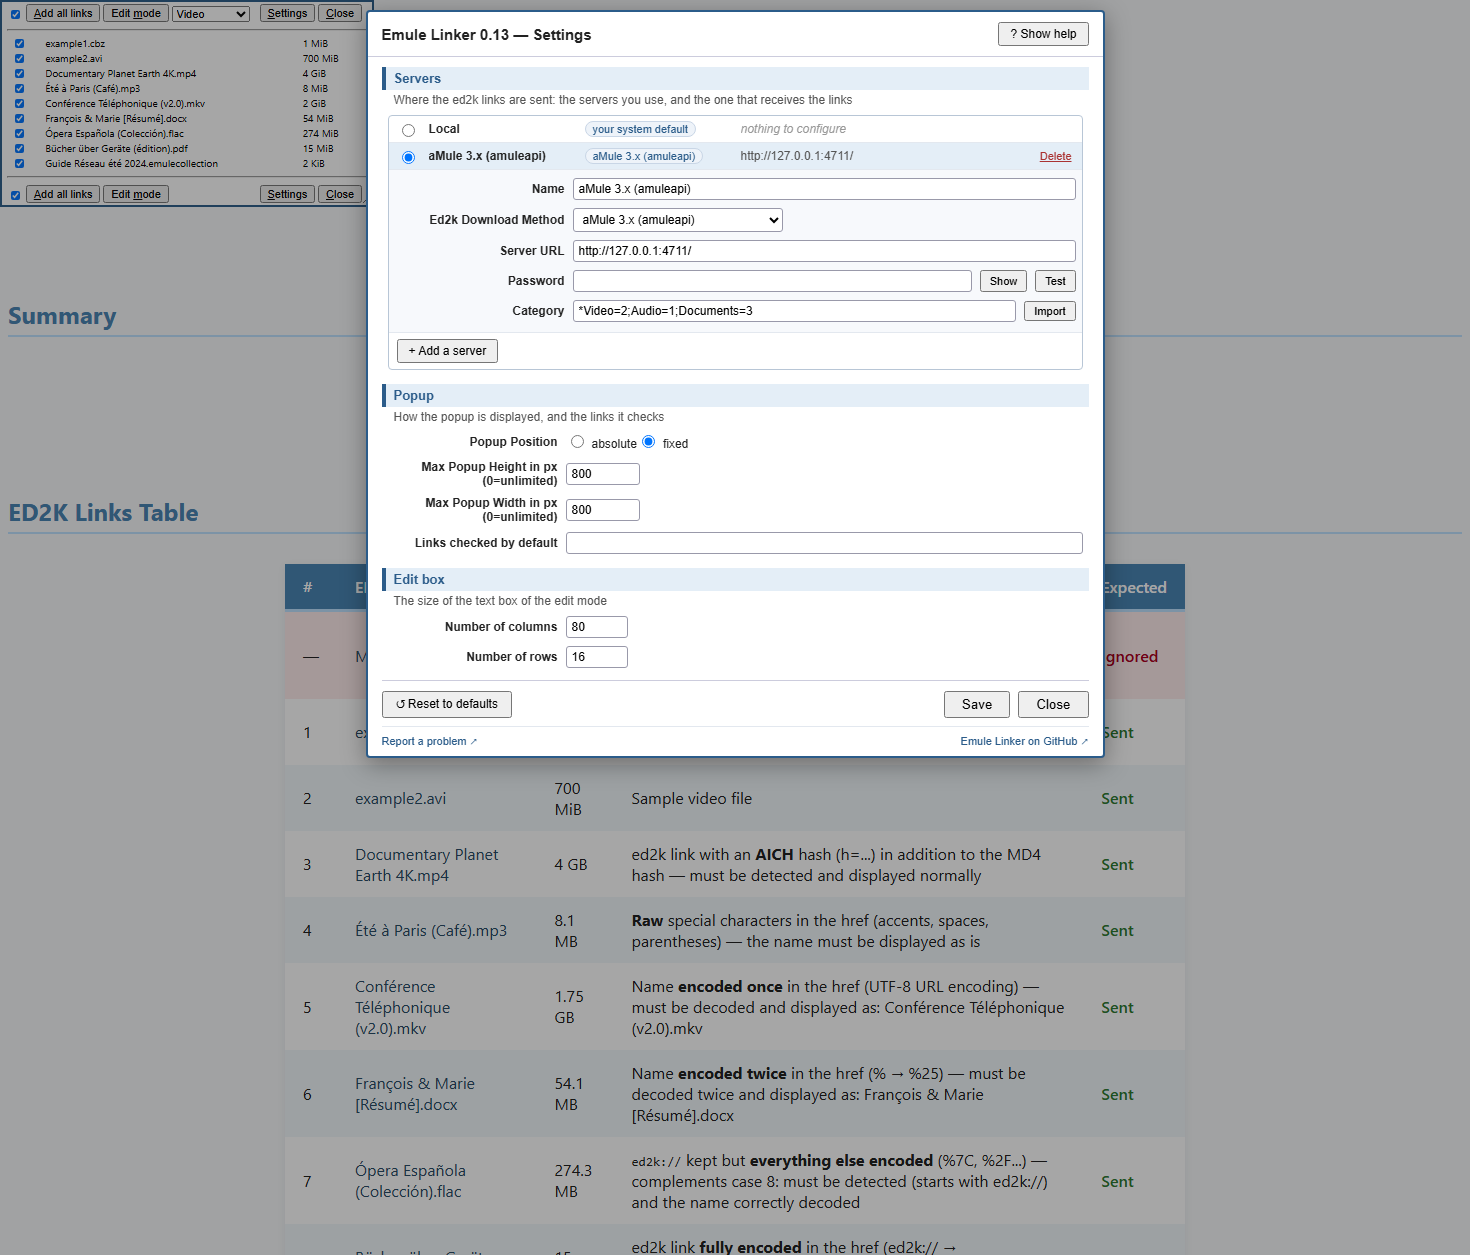 Add all links Edit mode Video Settings Close
example1.cbz 1 MiB
example2.avi 700 MiB
Documentary Planet Earth 4K.mp4 4 GiB
Été à Paris (Café).mp3 8 MiB
Conférence Téléphonique (v2.0).mkv 2 GiB
François & Marie [Résumé].docx 54 MiB
Ópera Española (Colección).flac 274 MiB
Bücher über Geräte (édition).pdf 15 MiB
Guide Réseau été 2024.emulecollection 2 KiB
Add all links Edit mode Settings Close
Emule Linker 0.13 — Settings ? Show help
Servers
Where the ed2k links are sent: the servers you use, and the one that receives the links
Local your system default nothing to configure
aMule 3.x (amuleapi) aMule 3.x (amuleapi) http://127.0.0.1:4711/ Delete
Name aMule 3.x (amuleapi)
Ed2k Download Method aMule 3.x (amuleapi)
Server URL http://127.0.0.1:4711/
Password Show Test
Category *Video=2;Audio=1;Documents=3 Import
+ Add a server
Popup
How the popup is displayed, and the links it checks
Popup Position absolute fixed
Max Popup Height in px
(0=unlimited) 800
Max Popup Width in px
(0=unlimited) 800
Links checked by default
Edit box
The size of the text box of the edit mode
Number of columns 80
Number of rows 16
↺ Reset to defaults Save Close
Report a problem ↗ Emule Linker on GitHub ↗
Summary
ED2K Links Table
# Expected
— M gnored
1 ex Sent
2 example2.avi 700
MiB Sample video file Sent
3 Documentary Planet
Earth 4K.mp4 4 GB ed2k link with an AICH hash (h=...) in addition to the MD4
hash — must be detected and displayed normally Sent
4 Été à Paris (Café).mp3 8.1
MB Raw special characters in the href (accents, spaces,
parentheses) — the name must be displayed as is Sent
5 Conférence
Téléphonique
(v2.0).mkv 1.75
GB Name encoded once in the href (UTF-8 URL encoding) —
must be decoded and displayed as: Conférence Téléphonique
(v2.0).mkv Sent
6 François & Marie
[Résumé].docx 54.1
MB Name encoded twice in the href (% → %25) — must be
decoded twice and displayed as: François & Marie
[Résumé].docx Sent
7 Ópera Española
(Colección).flac 274.3
MB ed2k:// kept but everything else encoded (%7C, %2F...) —
complements case 8: must be detected (starts with ed2k://)
and the name correctly decoded Sent
ed2k link fully encoded in the href (ed2k:// →